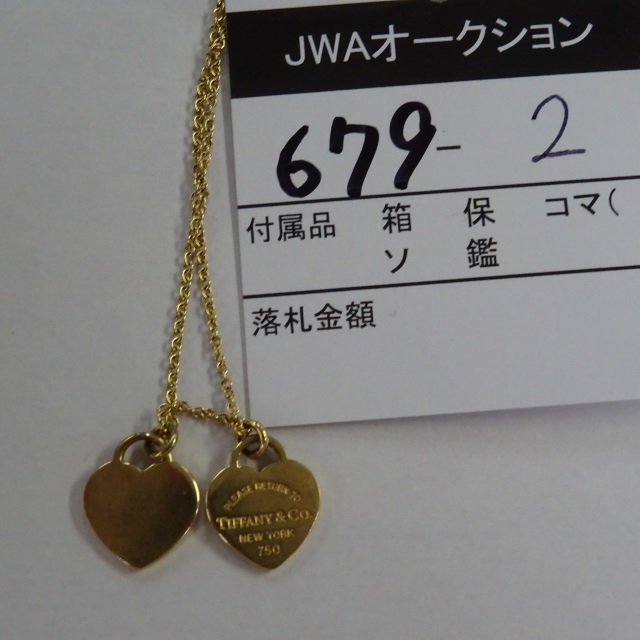 JWAオークション
679- 2
付属品 箱 保 コマ(
ソ 鑑
落札金額
PLEASE RETURN TO
TIFFANY & CO.
NEW YORK
750